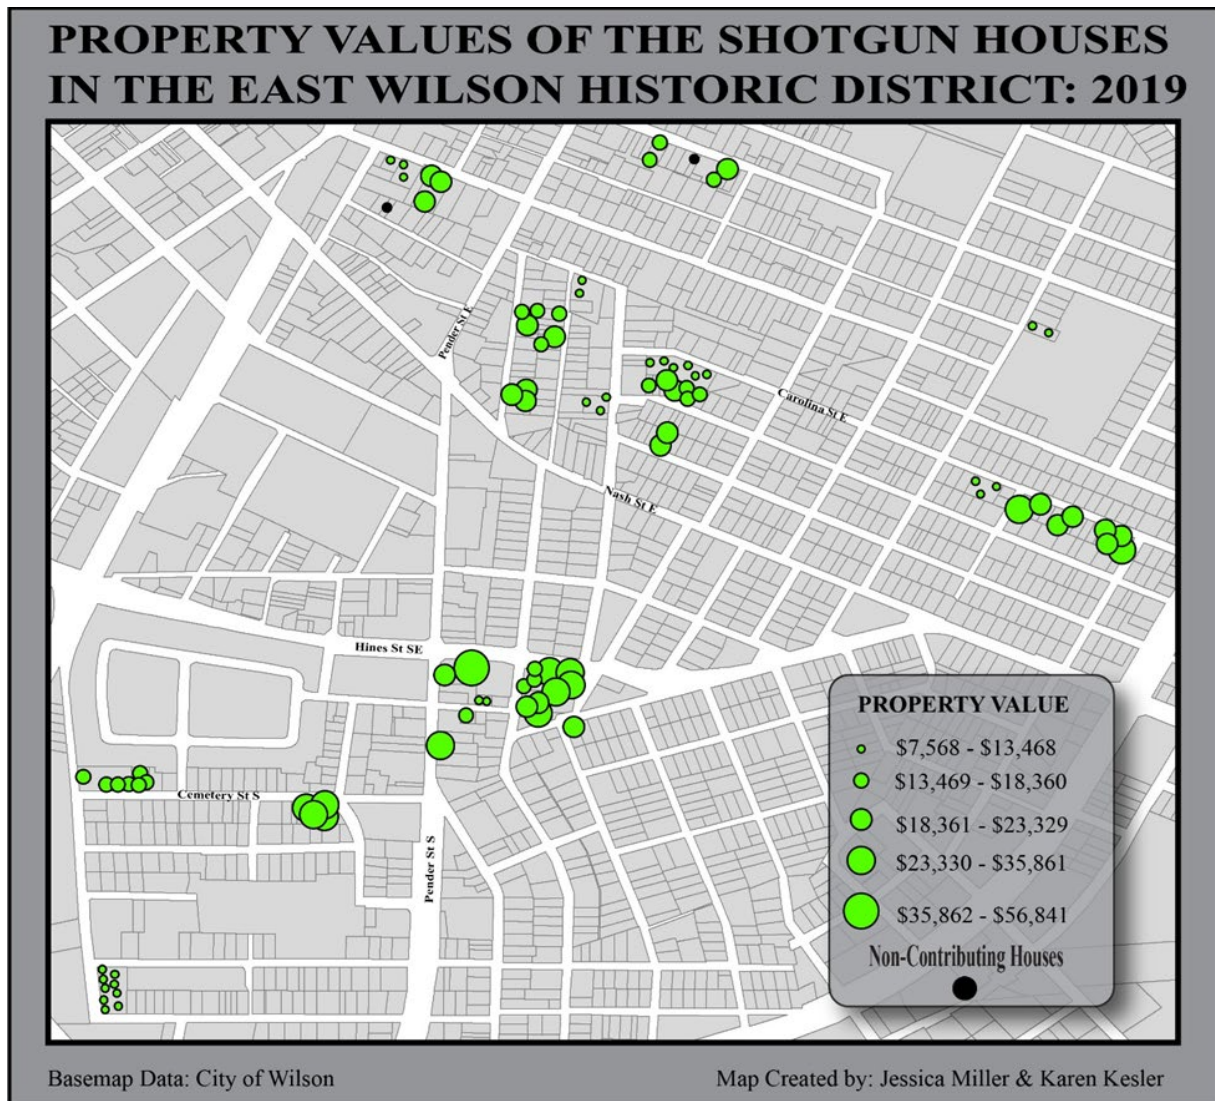 PROPERTY VALUES OF THE SHOTGUN HOUSES
IN THE EAST WILSON HISTORIC DISTRICT: 2019
Pender St E
Carolina St E
Nash St E
Hines St SE
Cemetery St S
Pender St S
PROPERTY VALUE
$7,568 - $13,468
$13,469 - $18,360
$18,361 - $23,329
$23,330 - $35,861
$35,862 - $56,841
Non-Contributing Houses
Basemap Data: City of Wilson
Map Created by: Jessica Miller & Karen Kesler